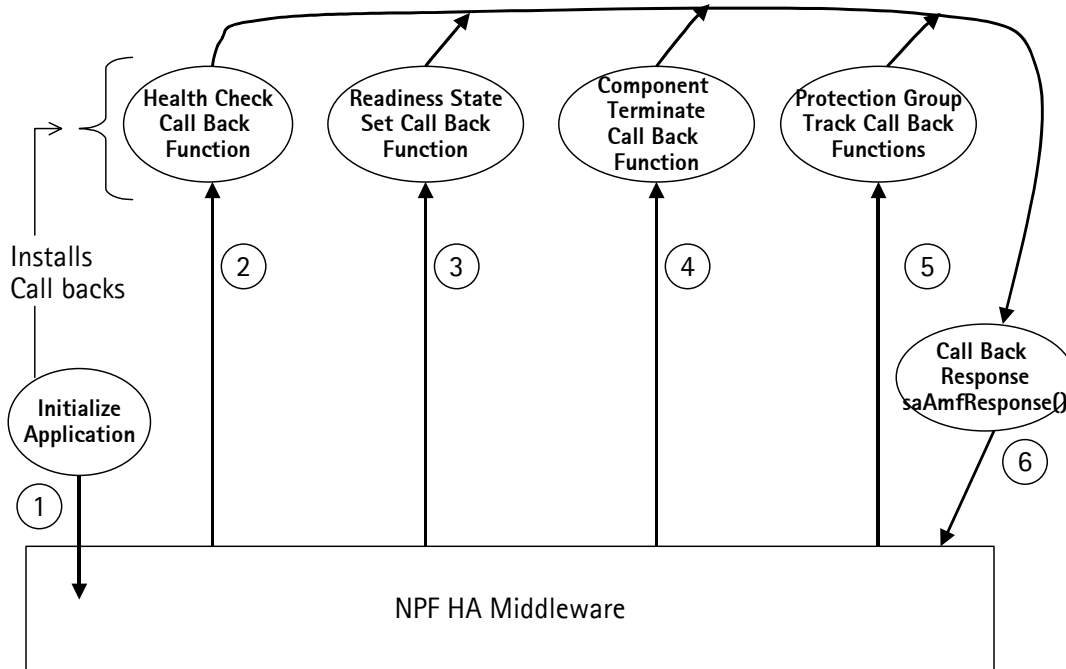 Health Check
Call Back
Function
Readiness State
Set Call Back
Function
Component
Terminate
Call Back
Function
Protection Group
Track Call Back
Functions
Installs
Call backs
2
3
4
5
Initialize
Application
Call Back
Response
saAmfResponse()
1
6
NPF HA Middleware